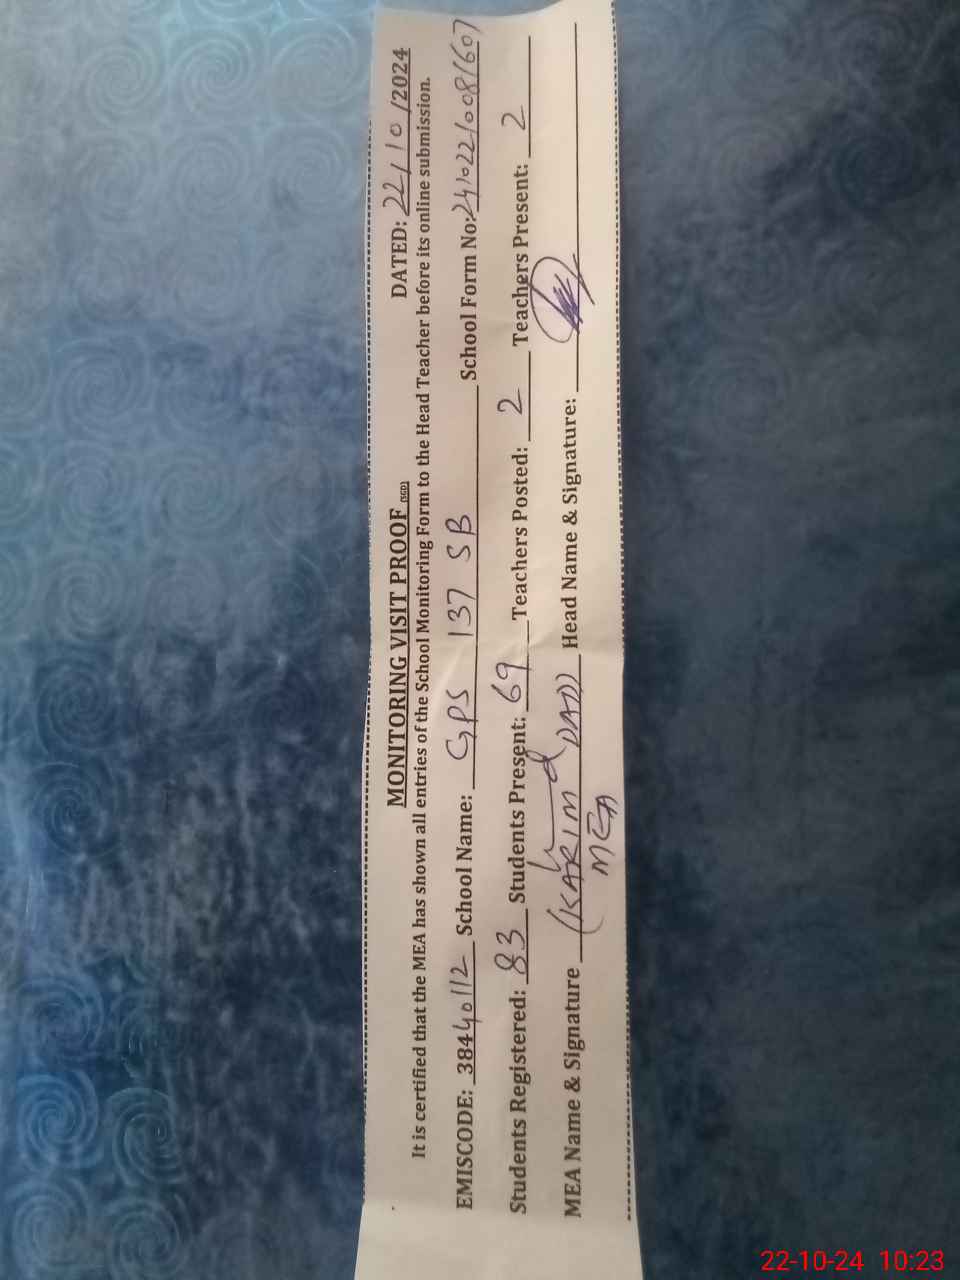 MONITORING VISIT PROOF (SGD) DATED: 22/10/2024
It is certified that the MEA has shown all entries of the School Monitoring Form to the Head Teacher before its online submission.
EMISCODE: 38440112 School Name: GPS 137 SB School Form No: 241022/0081607
Students Registered: 83 Students Present: 69 Teachers Posted: 2 Teachers Present: 2
MEA Name & Signature (KARIM DAD) Head Name & Signature:
MEA
22-10-24 10:23